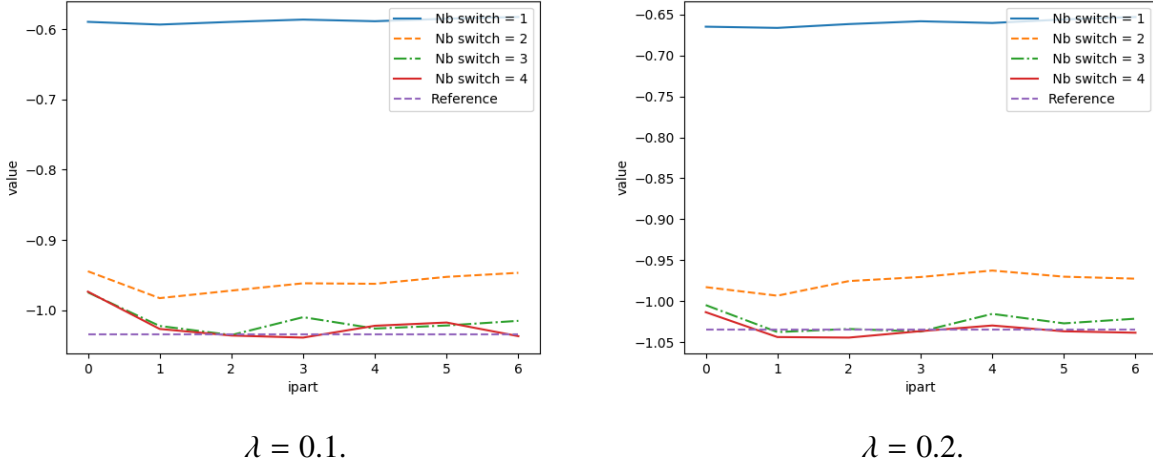 −0.6
−0.7
−0.8
−0.9
−1.0
value
0 1 2 3 4 5 6
ipart
Nb switch = 1
Nb switch = 2
Nb switch = 3
Nb switch = 4
Reference
λ = 0.1.
−0.65
−0.70
−0.75
−0.80
−0.85
−0.90
−0.95
−1.00
−1.05
value
0 1 2 3 4 5 6
ipart
Nb switch = 1
Nb switch = 2
Nb switch = 3
Nb switch = 4
Reference
λ = 0.2.